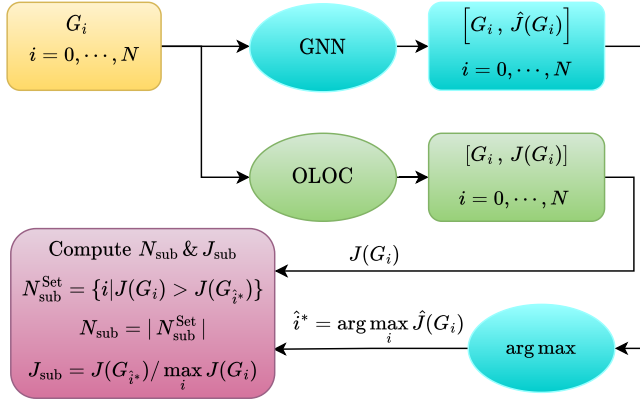 G_i
i = 0, ⋯, N
GNN
[G_i , Ĵ(G_i)]
i = 0, ⋯, N
OLOC
[G_i , J(G_i)]
i = 0, ⋯, N
J(G_i)
Compute N_sub & J_sub
N_sub^Set = {i|J(G_i) > J(G_î*)}
N_sub = | N_sub^Set |
J_sub = J(G_î*)/ max_i J(G_i)
î* = arg max_i Ĵ(G_i)
arg max